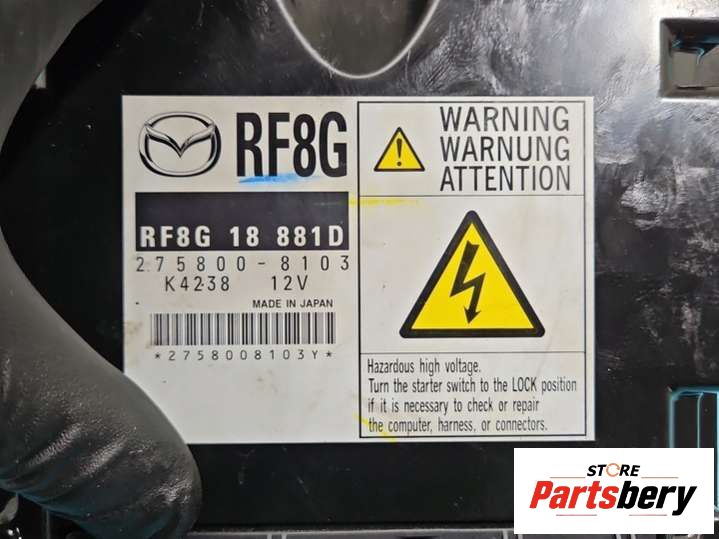 RF8G
RF8G 18 881D
275800-8103
K4238 12V
MADE IN JAPAN
*2758008103Y*
WARNING
WARNUNG
ATTENTION
Hazardous high voltage.
Turn the starter switch to the LOCK position
if it is necessary to check or repair
the computer, harness, or connectors.
STORE
Partsbery